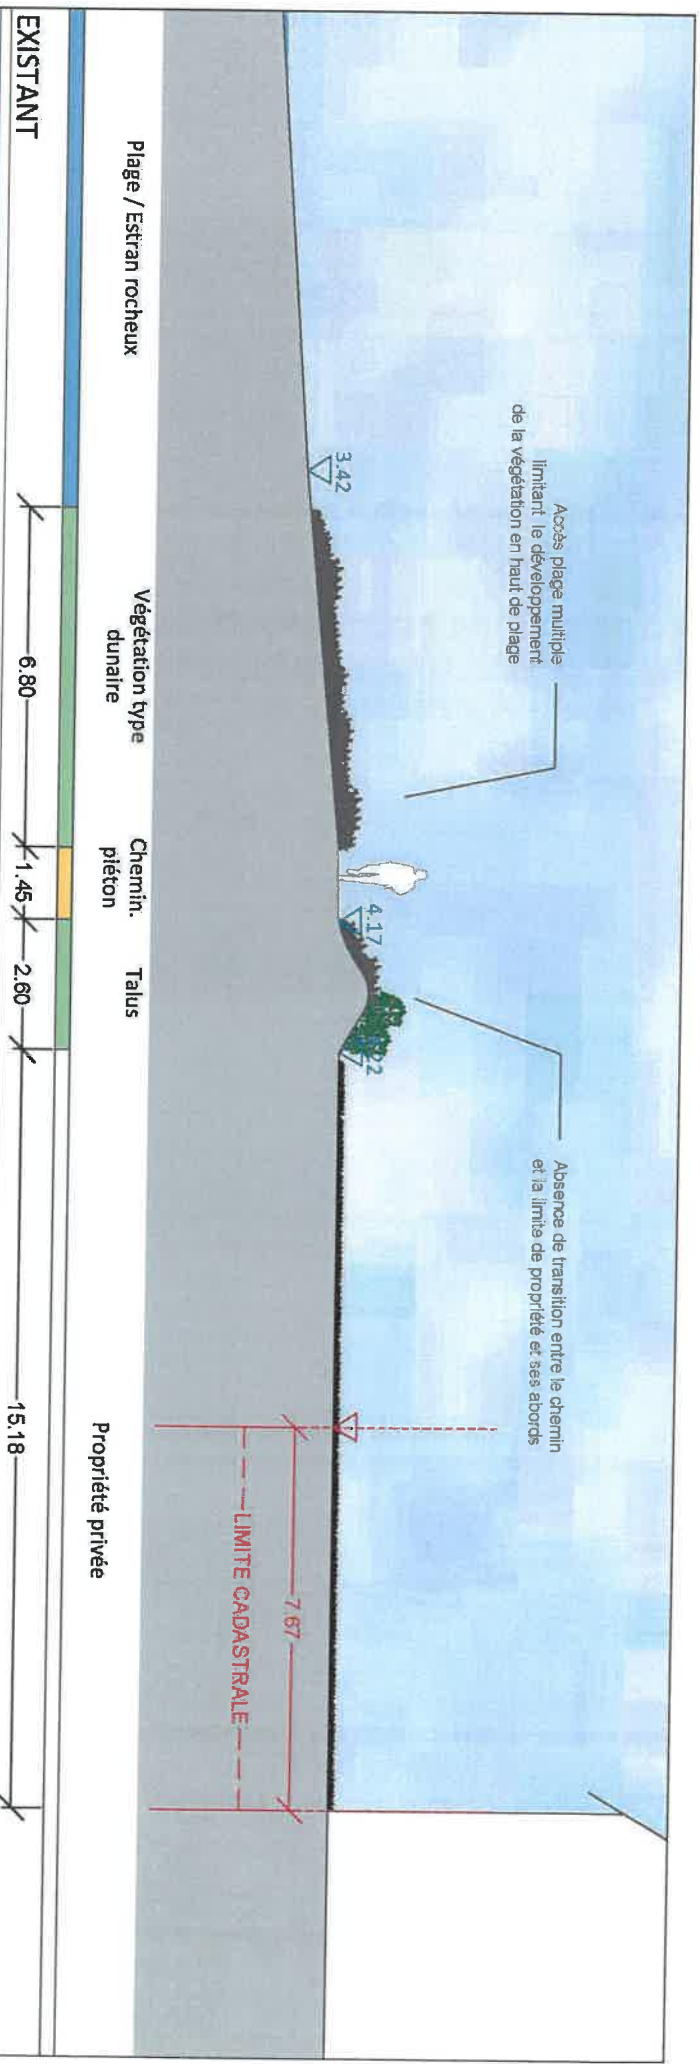 Accès plage multiple
limitant le développement
de la végétation en haut de plage
Absence de transition entre le chemin
et la limite de propriété et ses abords
3.42
4.17
7.67
LIMITE CADASTRALE
Plage / Estran rocheux
Végétation type
dunaire
Chemin.
piéton
Talus
Propriété privée
6.80
1.45
2.60
15.18
EXISTANT